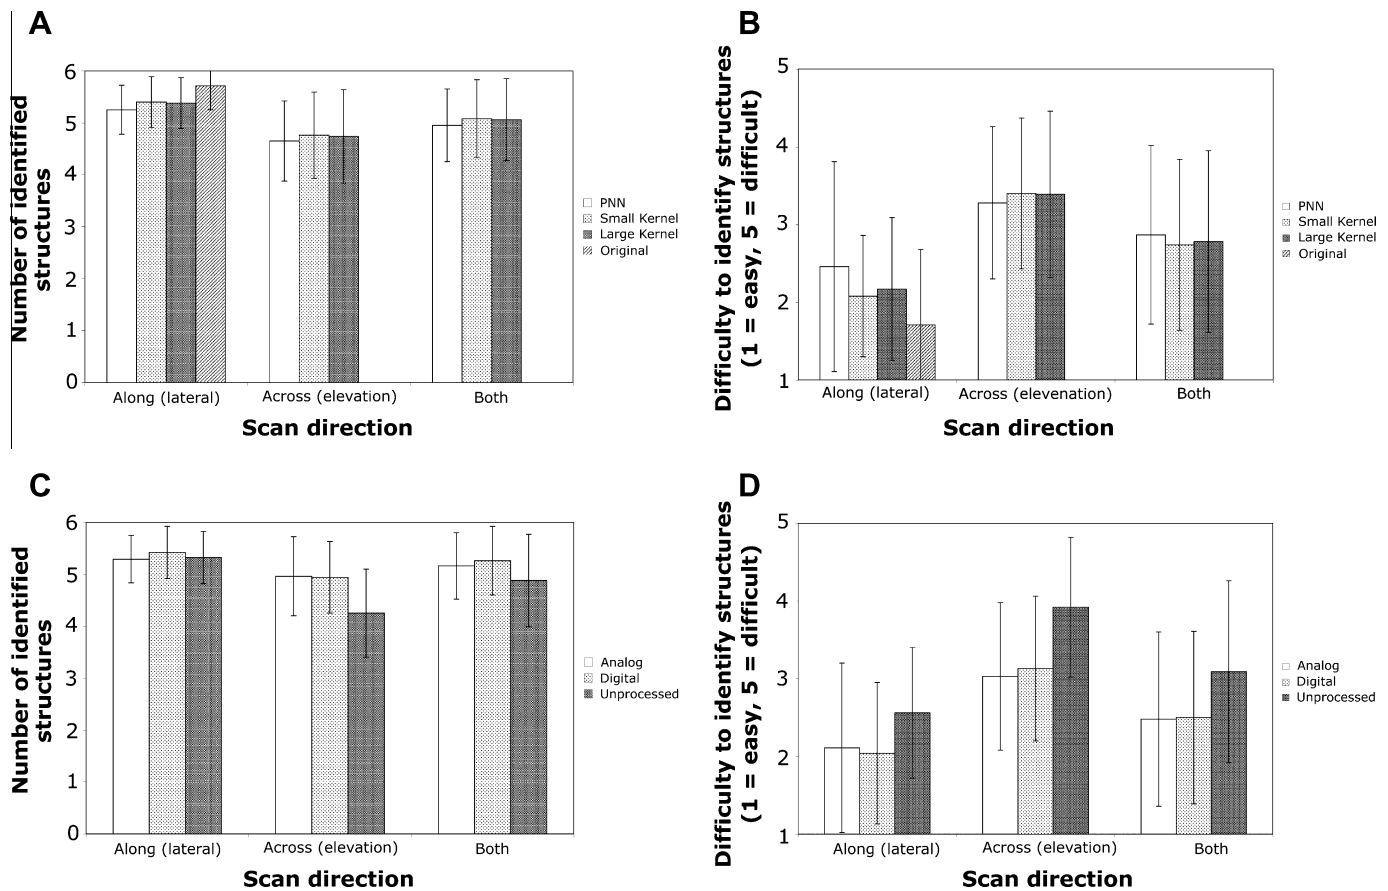 A
Number of identified
structures
6
5
4
3
2
1
0
Along (lateral)
Across (elevation)
Both
Scan direction
PNN
Small Kernel
Large Kernel
Original
B
Difficulty to identify structures
(1 = easy, 5 = difficult)
5
4
3
2
1
Along (lateral)
Across (elevenation)
Both
Scan direction
PNN
Small Kernel
Large Kernel
Original
C
Number of identified
structures
6
5
4
3
2
1
0
Along (lateral)
Across (elevation)
Both
Scan direction
Analog
Digital
Unprocessed
D
Difficulty to identify structures
(1 = easy, 5 = difficult)
5
4
3
2
1
Along (lateral)
Across (elevation)
Both
Scan direction
Analog
Digital
Unprocessed